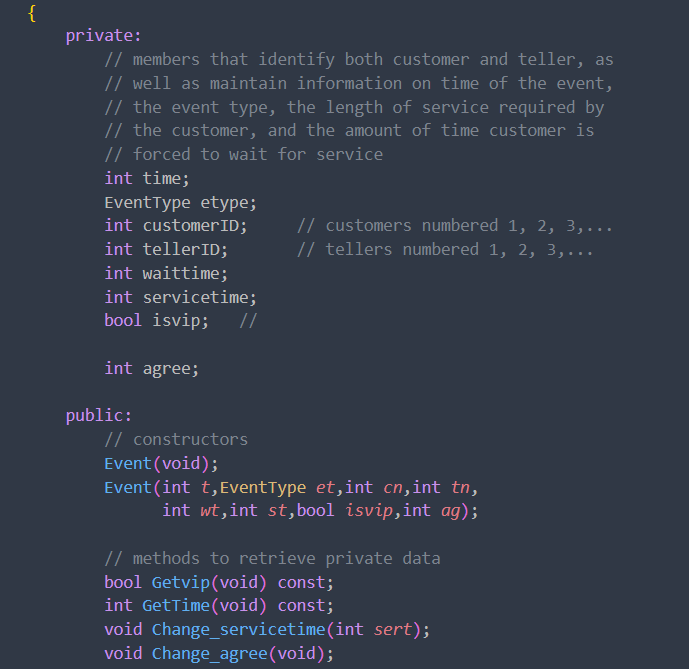 {
private:
// members that identify both customer and teller, as
// well as maintain information on time of the event,
// the event type, the length of service required by
// the customer, and the amount of time customer is
// forced to wait for service
int time;
EventType etype;
int customerID;     // customers numbered 1, 2, 3,...
int tellerID;       // tellers numbered 1, 2, 3,...
int waittime;
int servicetime;
bool isvip;   //
int agree;
public:
// constructors
Event(void);
Event(int t,EventType et,int cn,int tn,
int wt,int st,bool isvip,int ag);
// methods to retrieve private data
bool Getvip(void) const;
int GetTime(void) const;
void Change_servicetime(int sert);
void Change_agree(void);